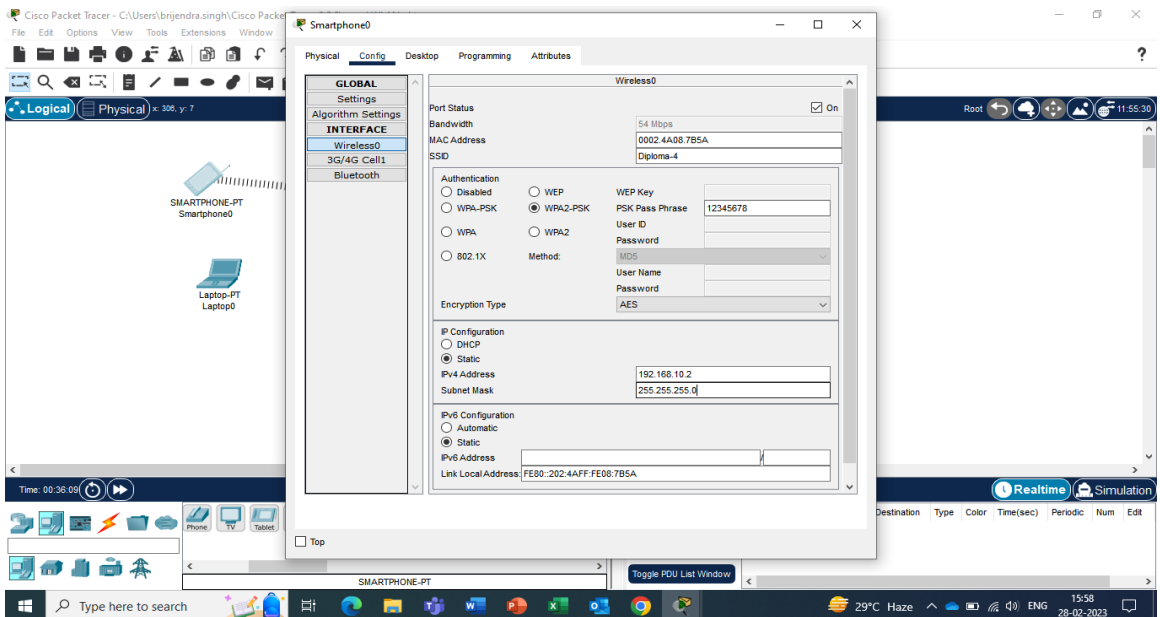 Cisco Packet Tracer - C:\Users\brijendra.singh\Cisco Packe
File Edit Options View Tools Extensions Window
?
Logical Physical x: 306, y: 7
Root 11:55:30
SMARTPHONE-PT
Smartphone0
Laptop-PT
Laptop0
Smartphone0
Physical Config Desktop Programming Attributes
GLOBAL
Settings
Algorithm Settings
INTERFACE
Wireless0
3G/4G Cell1
Bluetooth
Wireless0
Port Status On
Bandwidth 54 Mbps
MAC Address 0002.4A08.7B5A
SSID Diploma-4
Authentication
Disabled WEP WEP Key
WPA-PSK WPA2-PSK PSK Pass Phrase 12345678
User ID
WPA WPA2
Password
802.1X Method: MD5
User Name
Password
Encryption Type AES
IP Configuration
DHCP
Static
IPv4 Address 192.168.10.2
Subnet Mask 255.255.255.0
IPv6 Configuration
Automatic
Static
IPv6 Address /
Link Local Address: FE80::202:4AFF:FE08:7B5A
Top
Time: 00:36:09
Realtime Simulation
Phone TV Tablet
Destination Type Color Time(sec) Periodic Num Edit
Toggle PDU List Window
SMARTPHONE-PT
Type here to search
29°C Haze ENG
15:58
28-02-2023